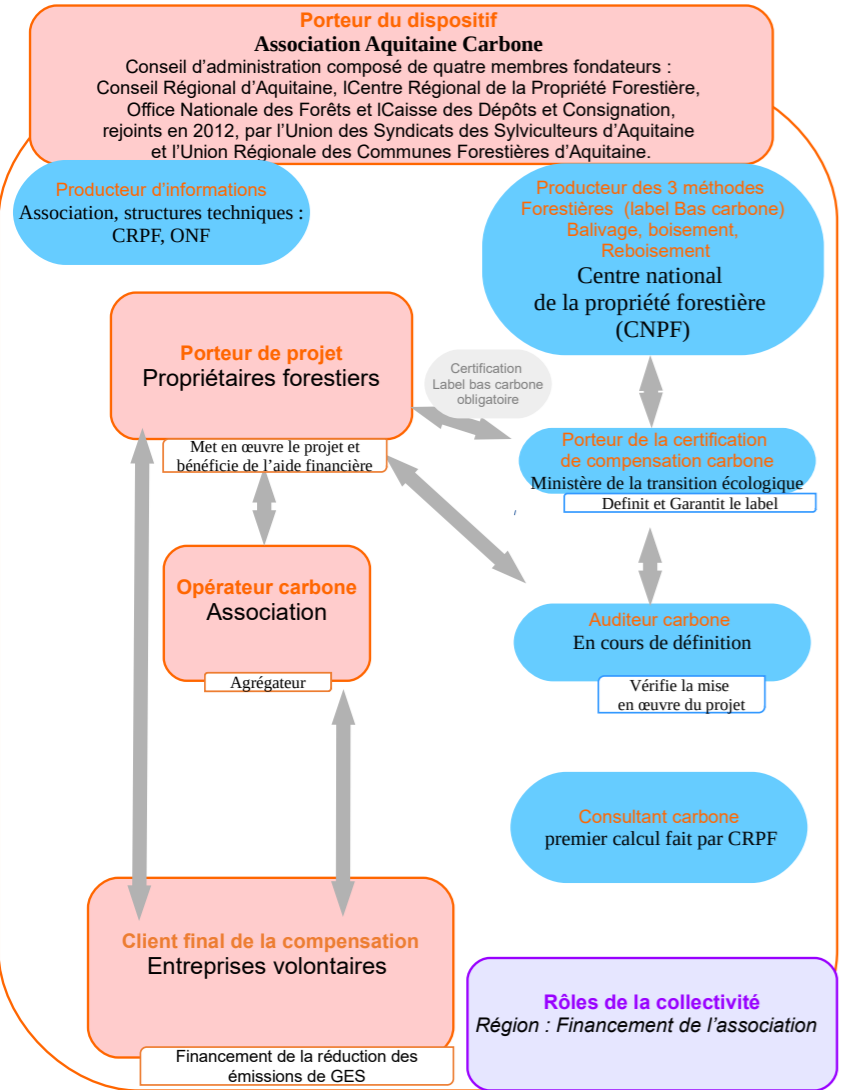 Porteur du dispositif
Association Aquitaine Carbone
Conseil d’administration composé de quatre membres fondateurs :
Conseil Régional d’Aquitaine, lCentre Régional de la Propriété Forestière,
Office Nationale des Forêts et lCaisse des Dépôts et Consignation,
rejoints en 2012, par l’Union des Syndicats des Sylviculteurs d’Aquitaine
et l’Union Régionale des Communes Forestières d’Aquitaine.
Producteur d’informations
Association, structures techniques :
CRPF, ONF
Producteur des 3 méthodes
Forestières (label Bas carbone)
Balivage, boisement,
Reboisement
Centre national
de la propriété forestière
(CNPF)
Porteur de projet
Propriétaires forestiers
Met en œuvre le projet et
bénéficie de l’aide financière
Certification
Label bas carbone
obligatoire
Porteur de la certification
de compensation carbone
Ministère de la transition écologique
Definit et Garantit le label
Opérateur carbone
Association
Agrégateur
Auditeur carbone
En cours de définition
Vérifie la mise
en œuvre du projet
Consultant carbone
premier calcul fait par CRPF
Client final de la compensation
Entreprises volontaires
Financement de la réduction des
émissions de GES
Rôles de la collectivité
Région : Financement de l’association